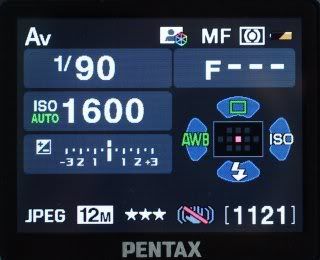 Av MF
1/90 F---
ISO AUTO 1600
AWB ISO
-3 2 1 1 2 +3
JPEG 12M ★★★ [1121]
PENTAX